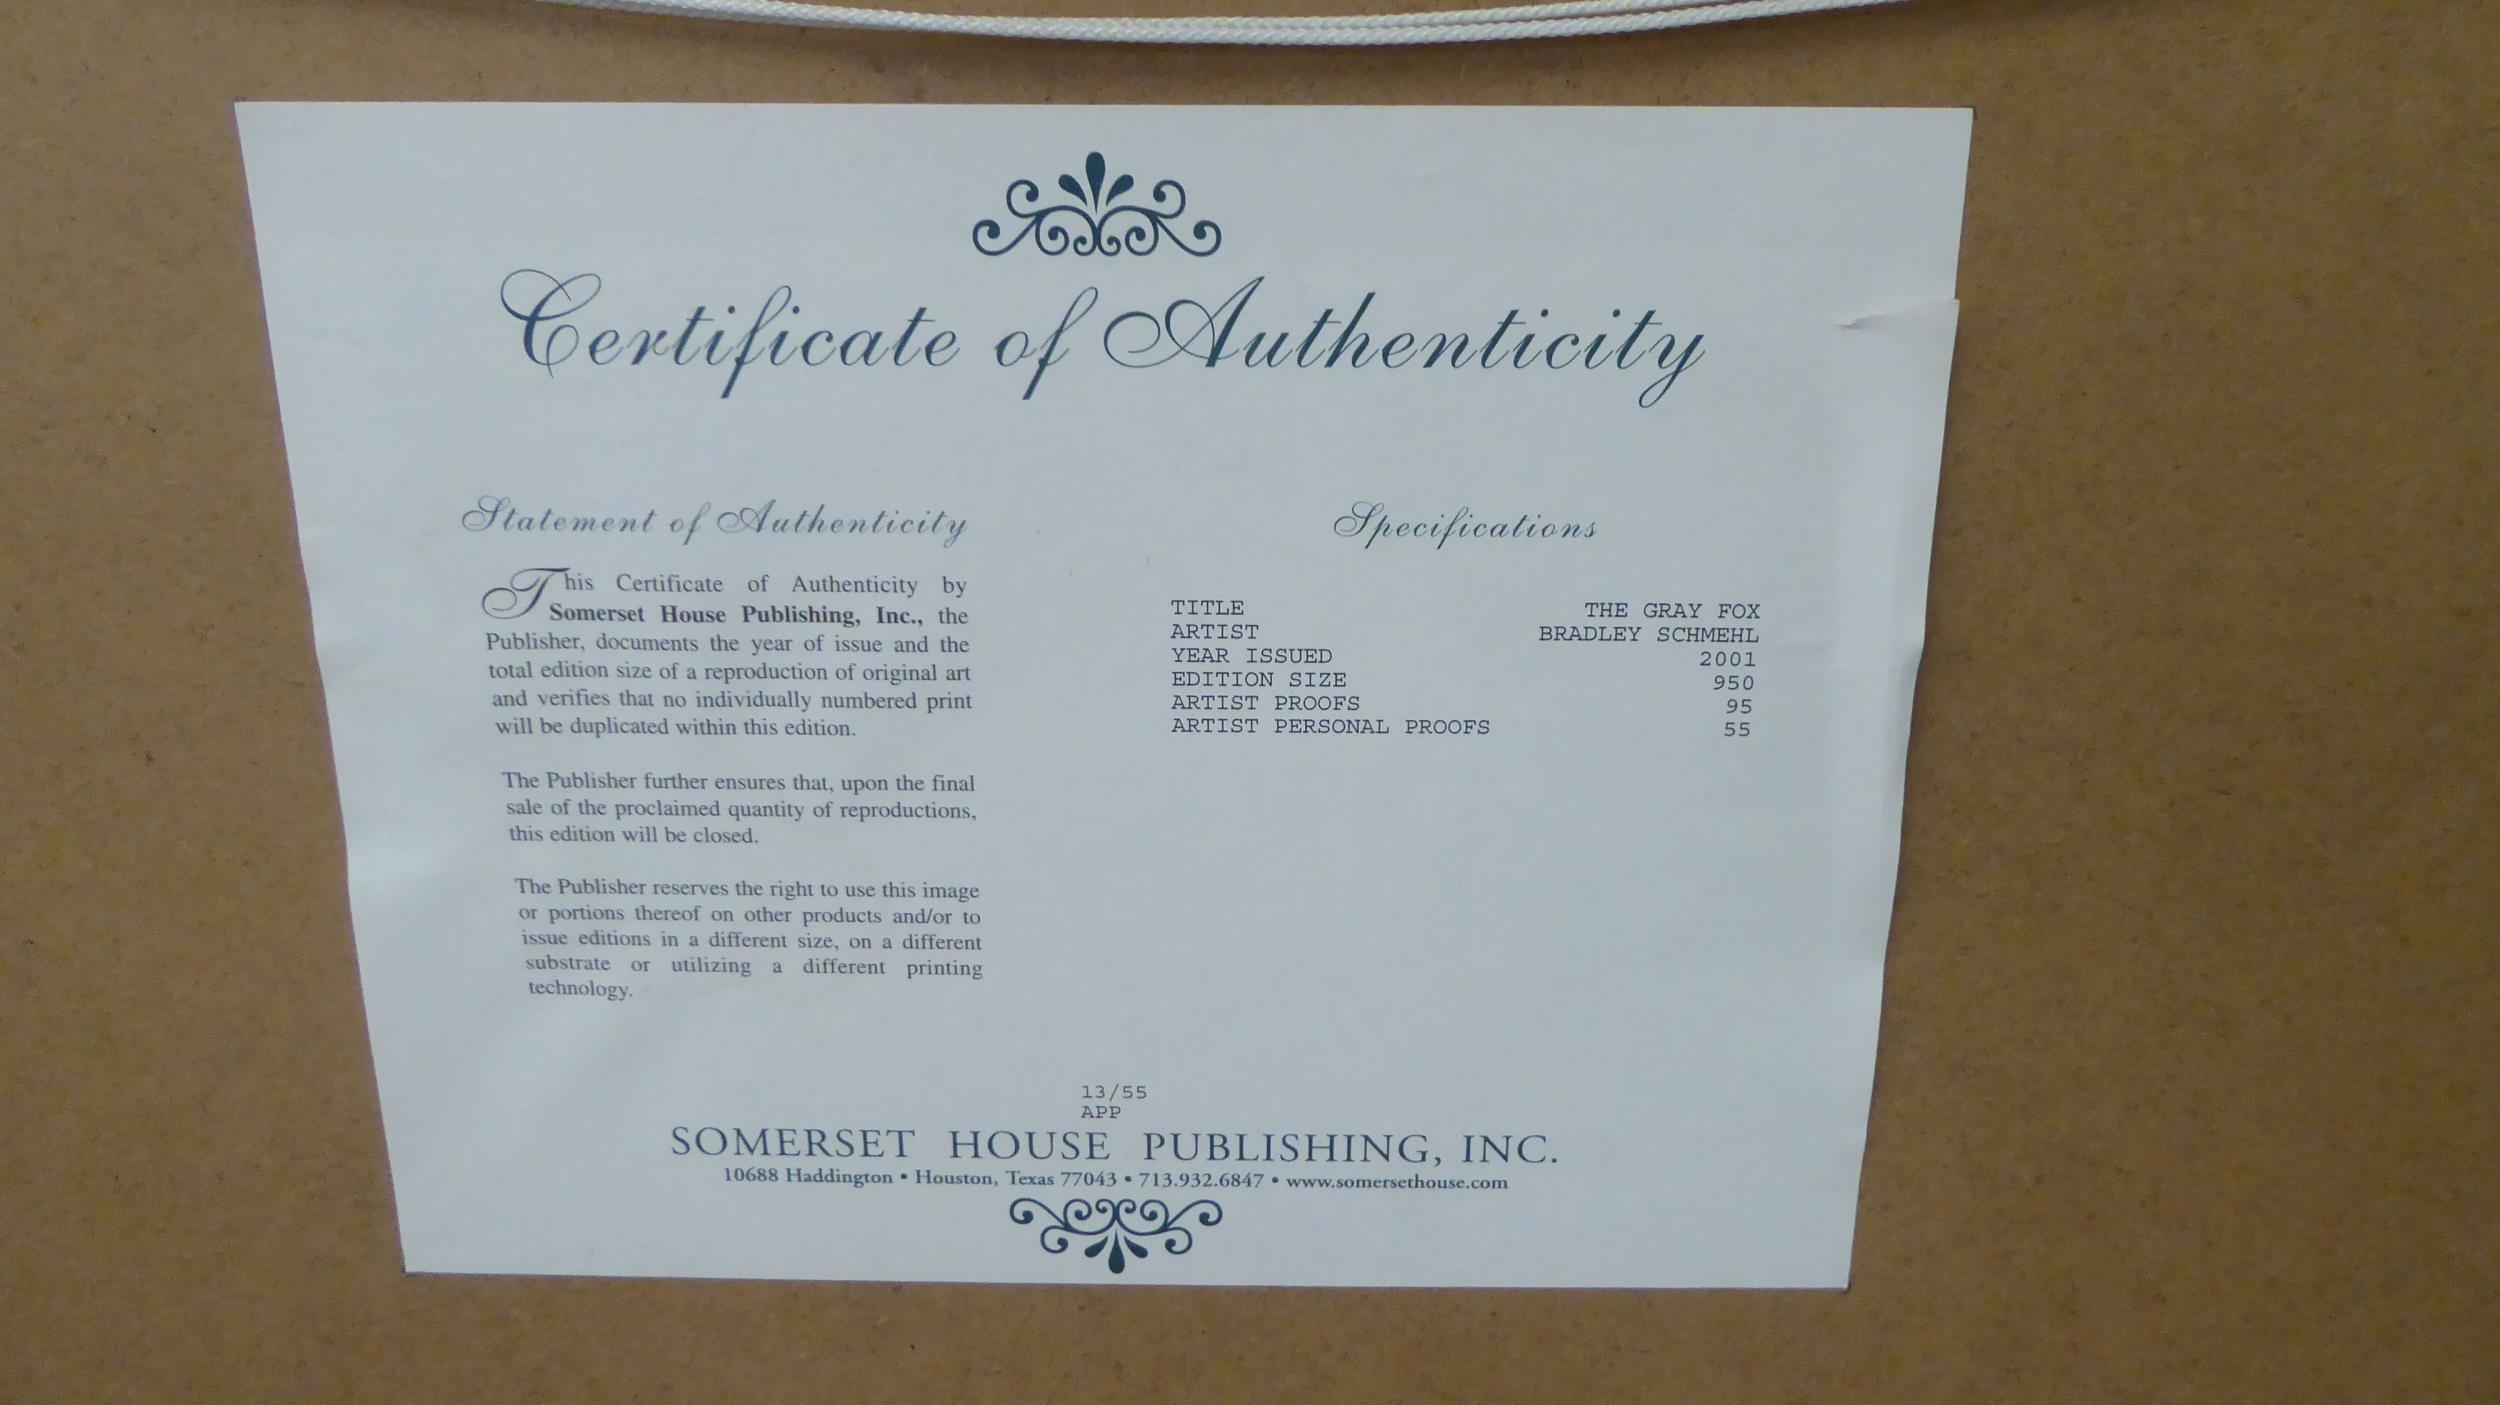 Certificate of Authenticity
Statement of Authenticity
This Certificate of Authenticity by
Somerset House Publishing, Inc., the
Publisher, documents the year of issue and the
total edition size of a reproduction of original art
and verifies that no individually numbered print
will be duplicated within this edition.
The Publisher further ensures that, upon the final
sale of the proclaimed quantity of reproductions,
this edition will be closed.
The Publisher reserves the right to use this image
or portions thereof on other products and/or to
issue editions in a different size, on a different
substrate or utilizing a different printing
technology.
Specifications
TITLE THE GRAY FOX
ARTIST BRADLEY SCHMEHL
YEAR ISSUED 2001
EDITION SIZE 950
ARTIST PROOFS 95
ARTIST PERSONAL PROOFS 55
13/55
APP
SOMERSET HOUSE PUBLISHING, INC.
10688 Haddington • Houston, Texas 77043 • 713.932.6847 • www.somersethouse.com